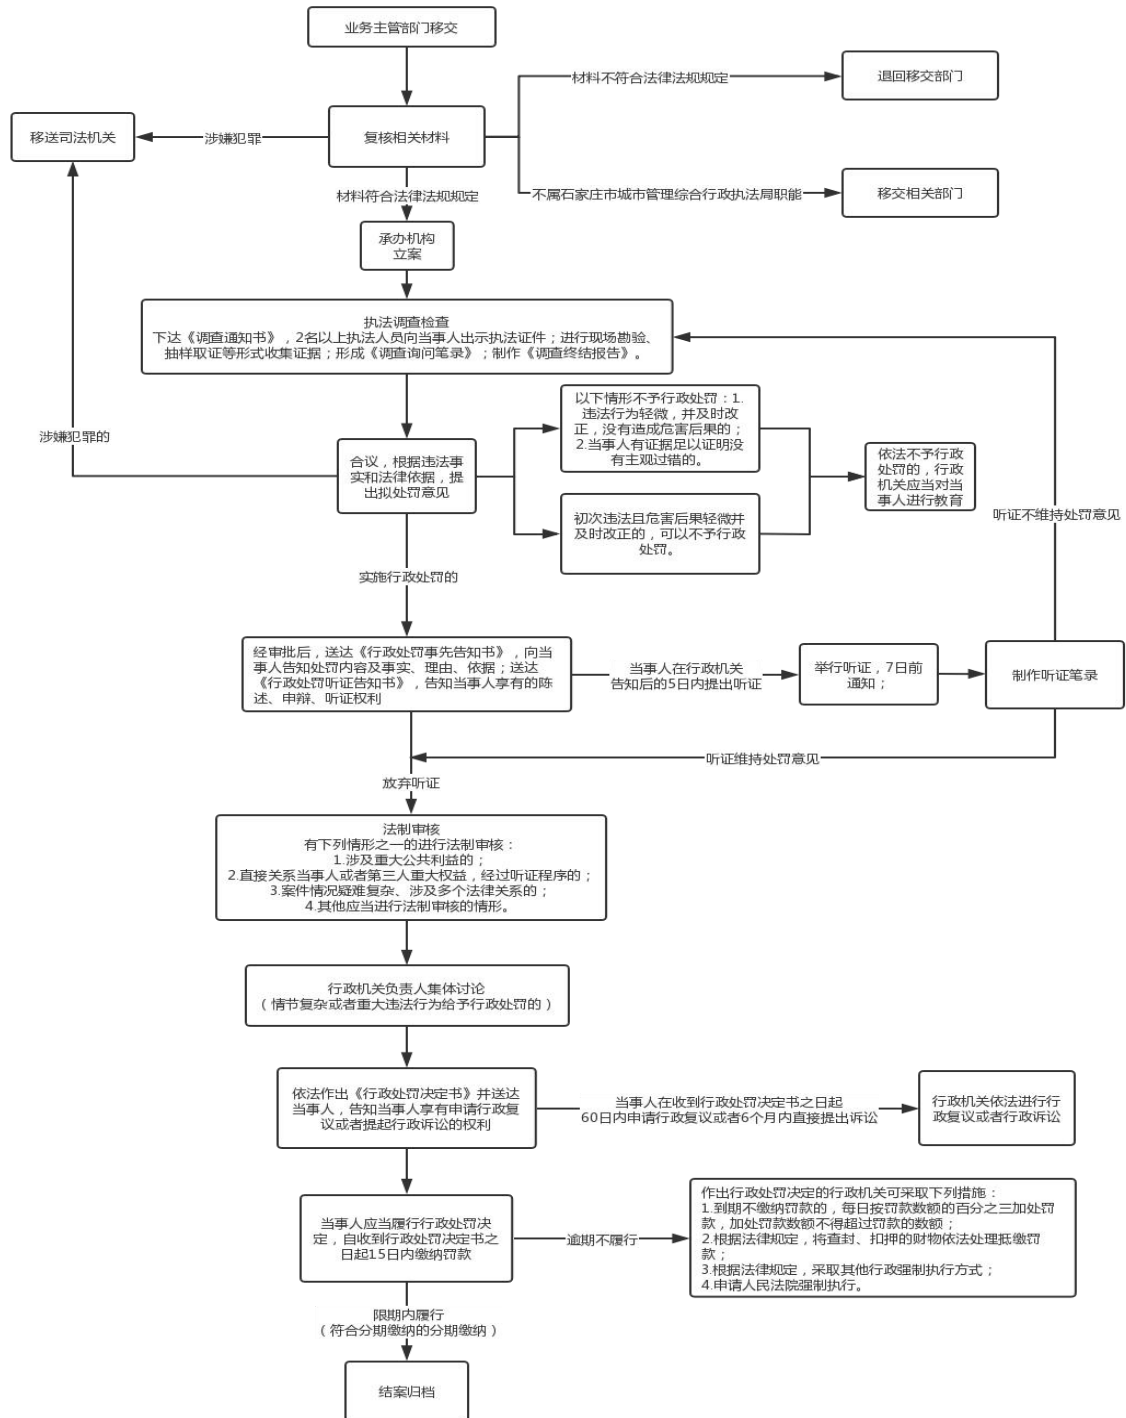 业务主管部门移交
材料不符合法律法规规定
退回移交部门
移送司法机关
涉嫌犯罪
复核相关材料
不属石家庄市城市管理综合行政执法局职能
移交相关部门
材料符合法律法规规定
承办机构
立案
执法调查检查
下达《调查通知书》，2名以上执法人员向当事人出示执法证件；进行现场勘验、
抽样取证等形式收集证据；形成《调查询问笔录》；制作《调查终结报告》。
涉嫌犯罪的
合议，根据违法事
实和法律依据，提
出拟处罚意见
以下情形不予行政处罚：1.
违法行为轻微，并及时改
正，没有造成危害后果的；
2.当事人有证据足以证明没
有主观过错的。
初次违法且危害后果轻微并
及时改正的，可以不予行政
处罚。
依法不予行政
处罚的，行政
机关应当对当
事人进行教育
听证不维持处罚意见
实施行政处罚的
经审批后，送达《行政处罚事先告知书》，向当
事人告知处罚内容及事实、理由、依据；送达
《行政处罚听证告知书》，告知当事人享有的陈
述、申辩、听证权利
当事人在行政机关
告知后的5日内提出听证
举行听证，7日前
通知；
制作听证笔录
听证维持处罚意见
放弃听证
法制审核
有下列情形之一的进行法制审核：
1.涉及重大公共利益的；
2.直接关系当事人或者第三人重大权益，经过听证程序的；
3.案件情况疑难复杂、涉及多个法律关系的；
4.其他应当进行法制审核的情形。
行政机关负责人集体讨论
（情节复杂或者重大违法行为给予行政处罚的）
依法作出《行政处罚决定书》并送达
当事人，告知当事人享有申请行政复
议或者提起行政诉讼的权利
当事人在收到行政处罚决定书之日起
60日内申请行政复议或者6个月内直接提出诉讼
行政机关依法进行行
政复议或者行政诉讼
当事人应当履行行政处罚决
定，自收到行政处罚决定书之
日起15日内缴纳罚款
逾期不履行
作出行政处罚决定的行政机关可采取下列措施：
1.到期不缴纳罚款的，每日按罚款数额的百分之三加处罚
款，加处罚款数额不得超过罚款的数额；
2.根据法律规定，将查封、扣押的财物依法处理抵缴罚
款；
3.根据法律规定，采取其他行政强制执行方式；
4.申请人民法院强制执行。
限期内履行
（符合分期缴纳的分期缴纳）
结案归档